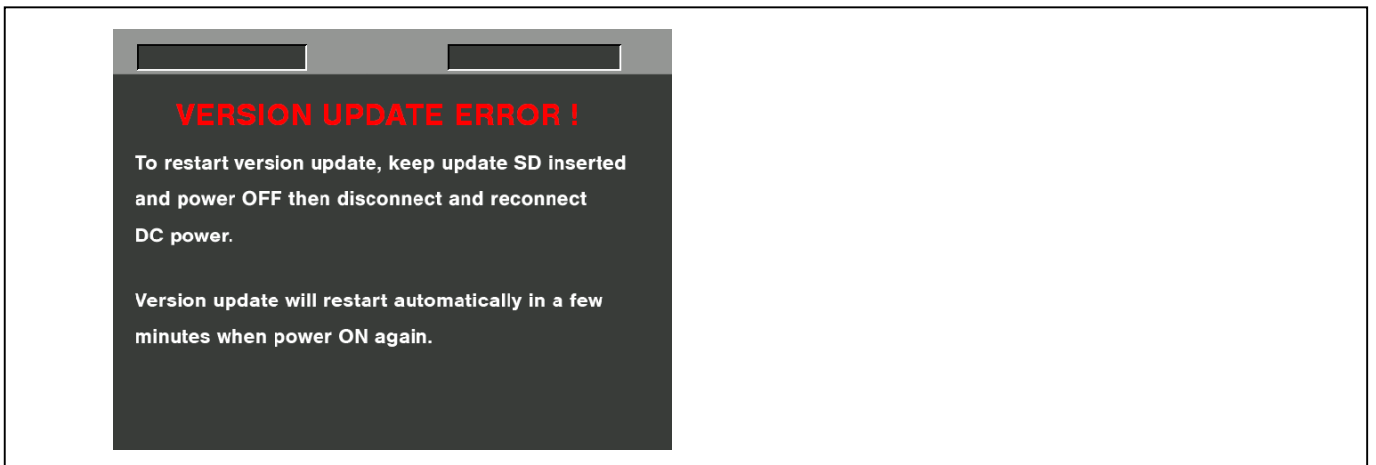 VERSION UPDATE ERROR !
To restart version update, keep update SD inserted
and power OFF then disconnect and reconnect
DC power.
Version update will restart automatically in a few
minutes when power ON again.